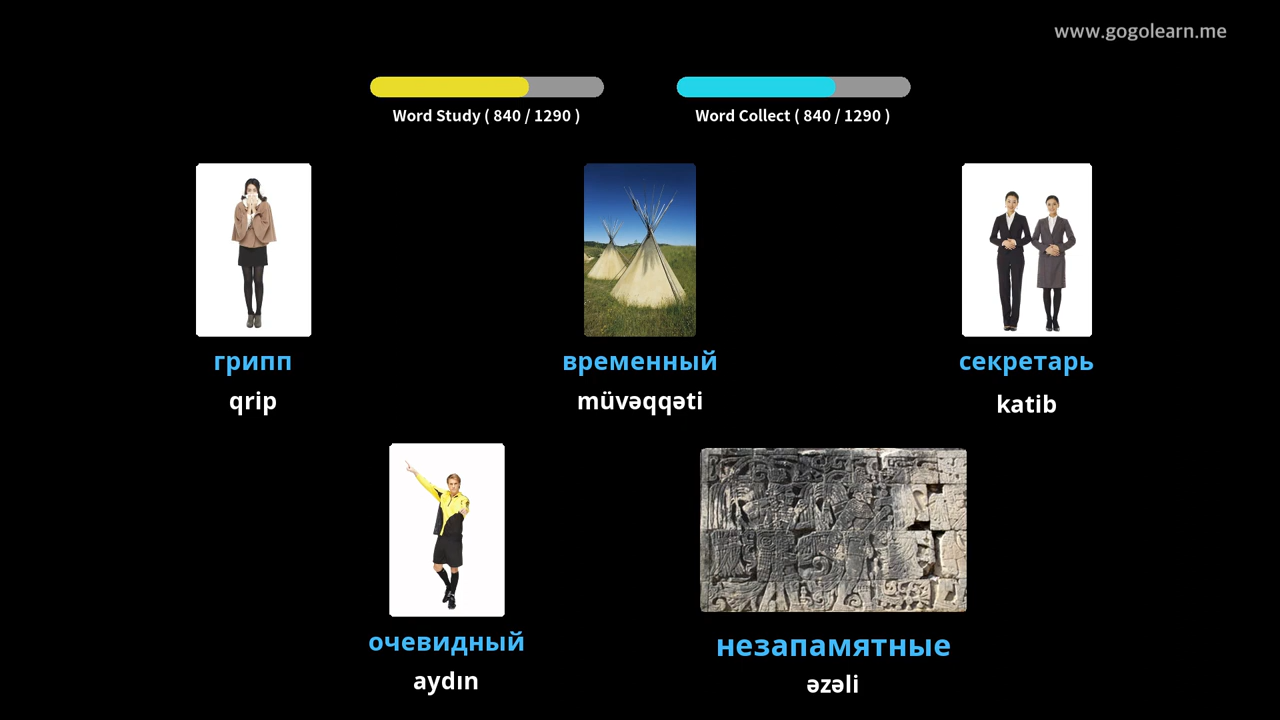 www.gogolearn.me
Word Study ( 840 / 1290 )
Word Collect ( 840 / 1290 )
грипп
временный
секретарь
qrip
müvəqqəti
katib
очевидный
незапамятные
aydın
əzəli